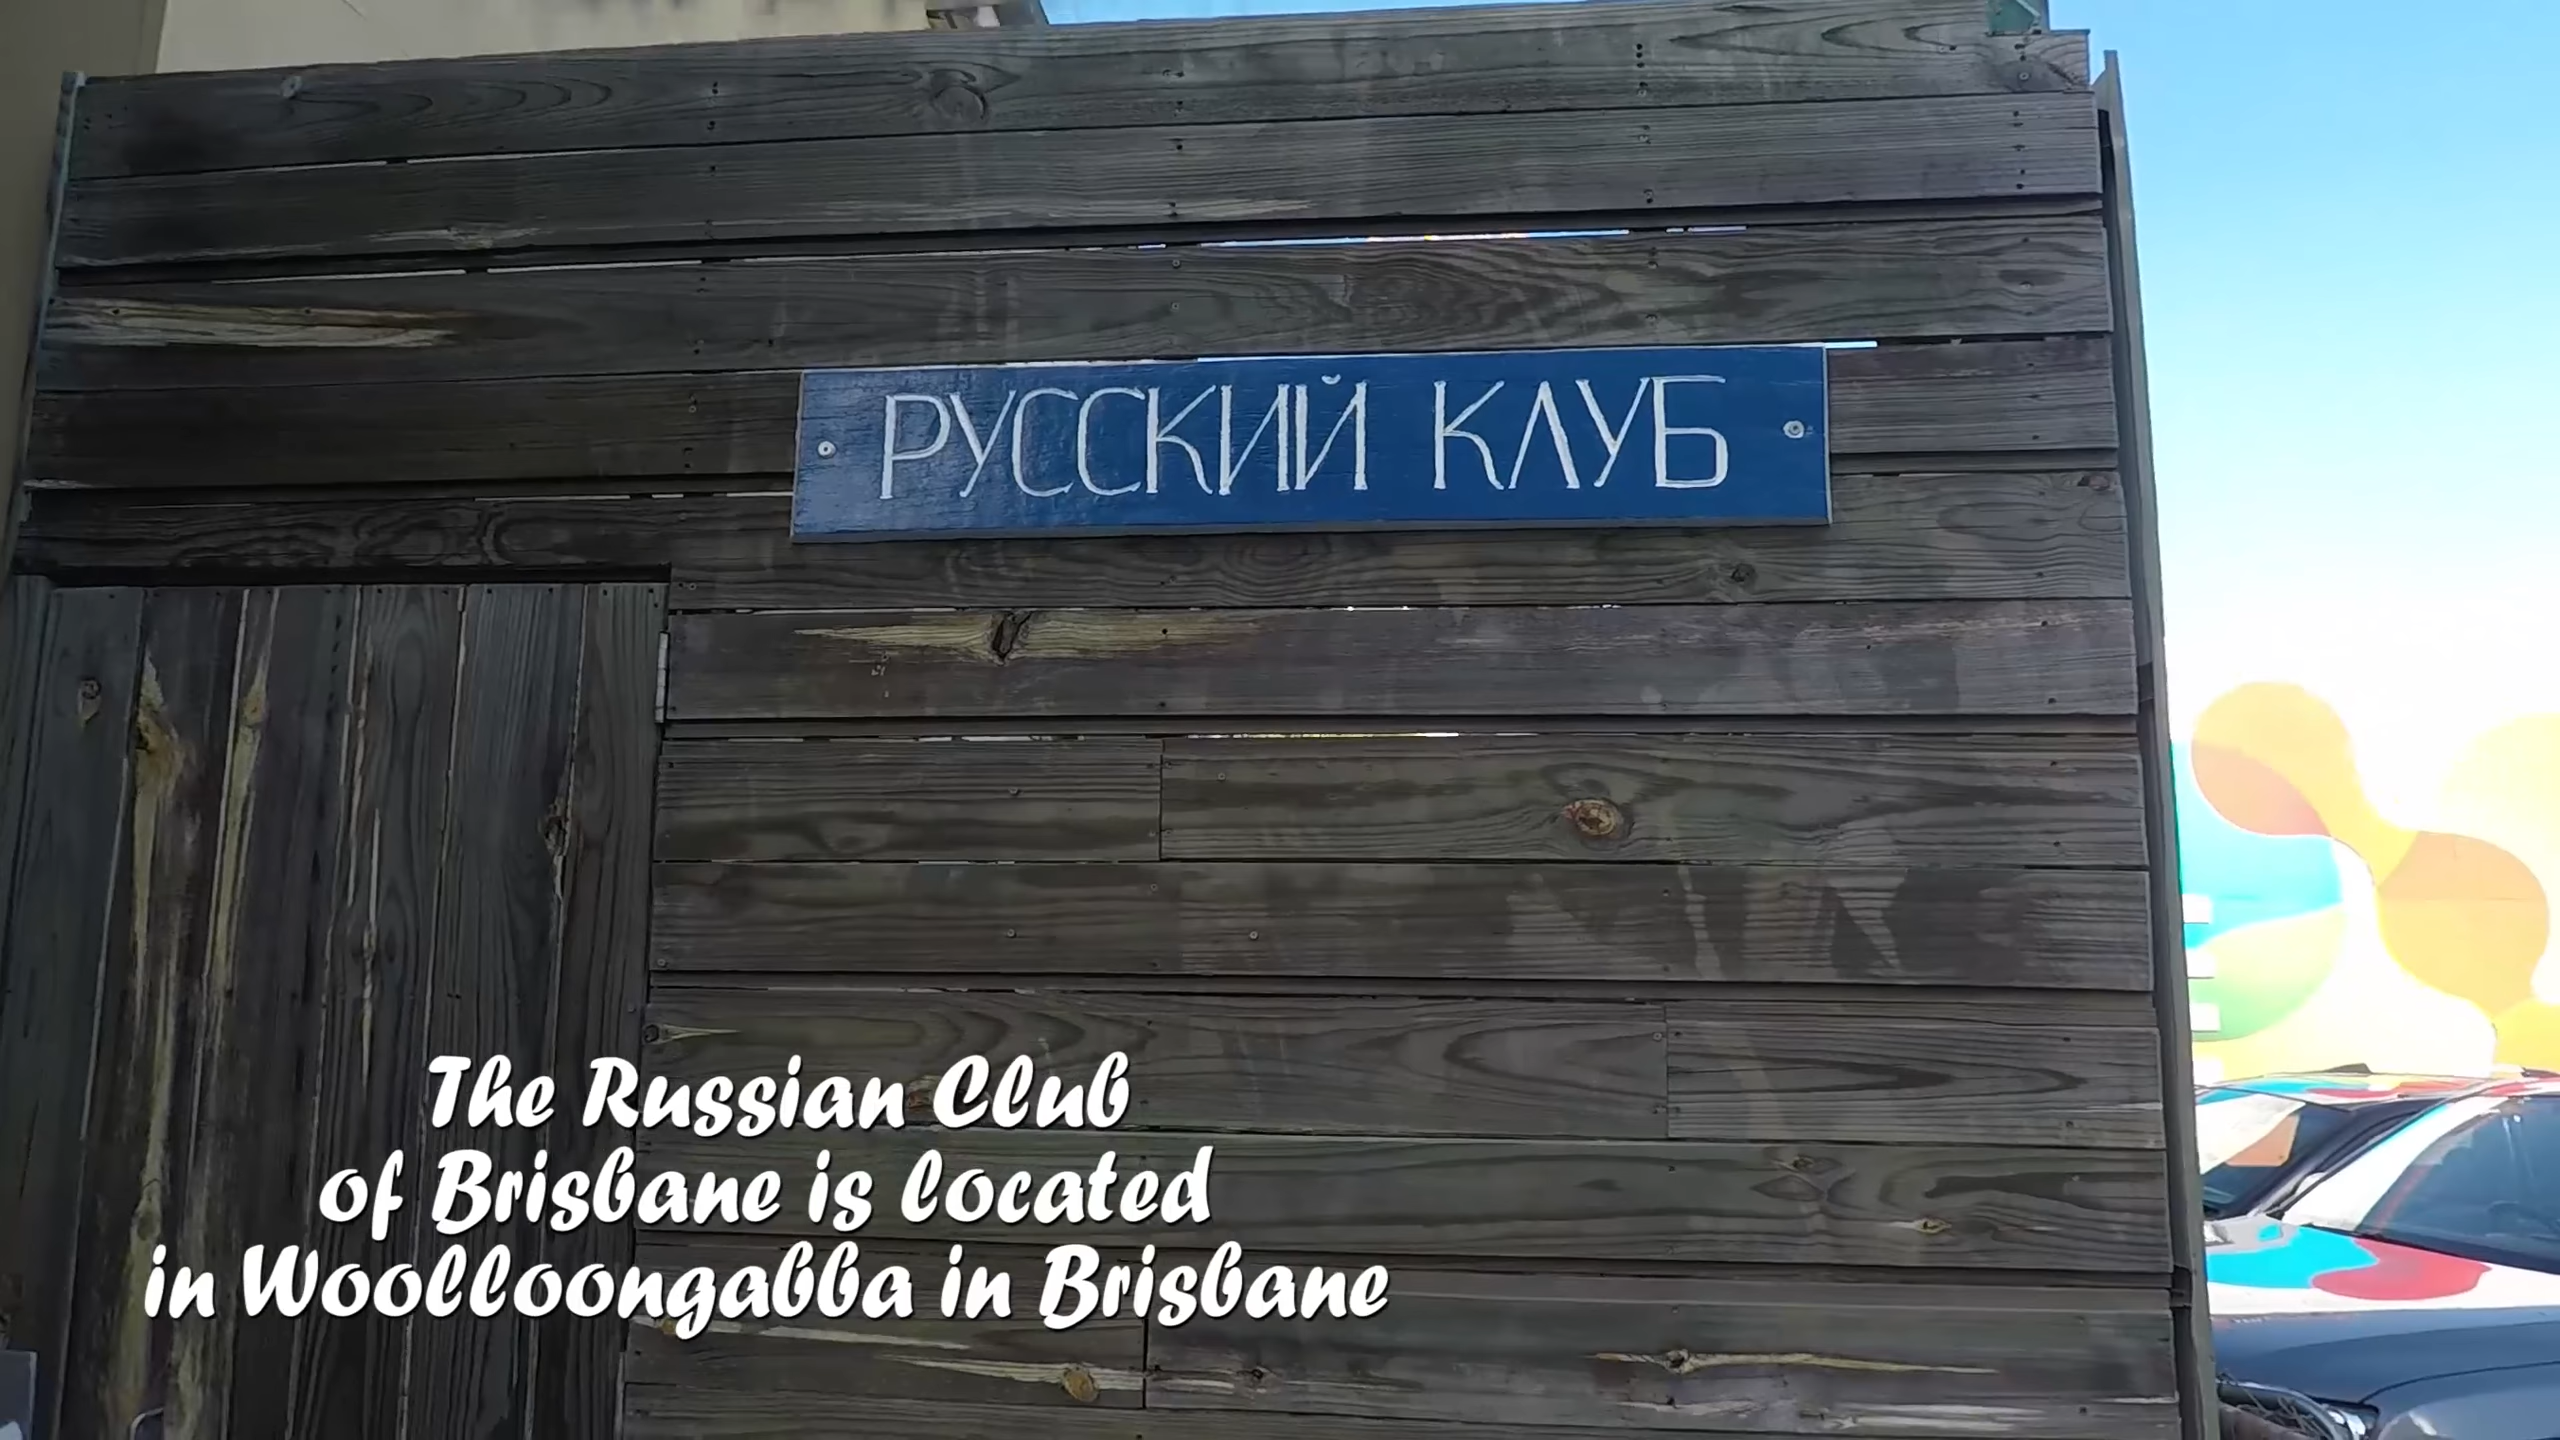 РУССКИЙ КЛУБ
The Russian Club
of Brisbane is located
in Woolloongabba in Brisbane